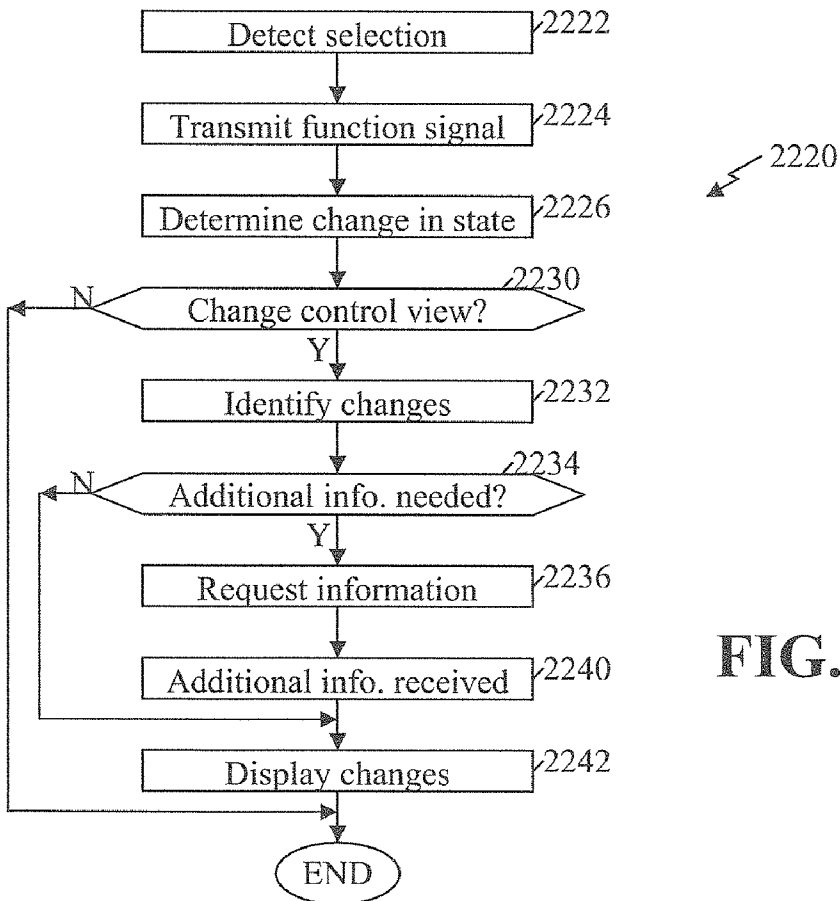 Detect selection 2222
Transmit function signal 2224
2220
Determine change in state 2226
2230
N Change control view?
Y
Identify changes 2232
2234
N Additional info. needed?
Y
Request information 2236
FIG.
Additional info. received 2240
Display changes 2242
END